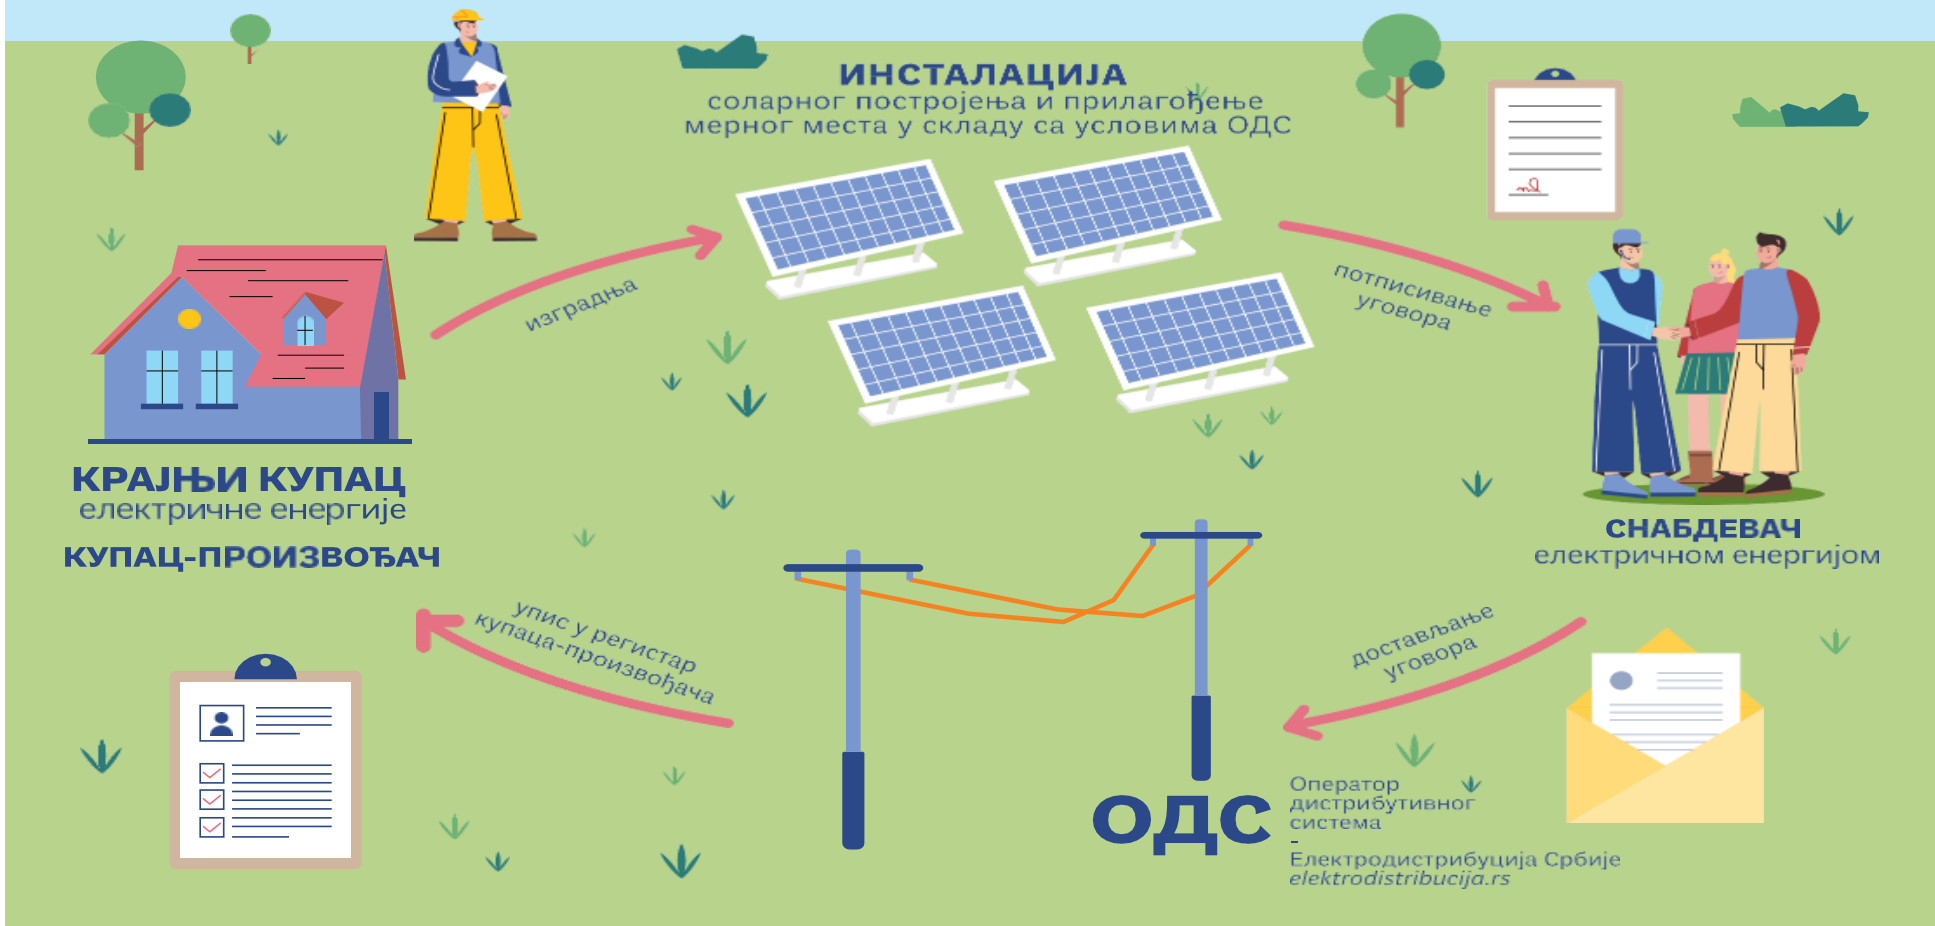 ИНСТАЛАЦИЈА
соларног постројења и прилагођење
мерног места у складу са условима ОДС
изградња
потписивање
уговора
КРАЈЊИ КУПАЦ
електричне енергије
КУПАЦ-ПРОИЗВОЂАЧ
СНАБДЕВАЧ
електричном енергијом
упис у регистар
купаца-произвођача
достављање
уговора
ОДС
Оператор
дистрибутивног
система
-
Електродистрибуција Србије
elektrodistribucija.rs